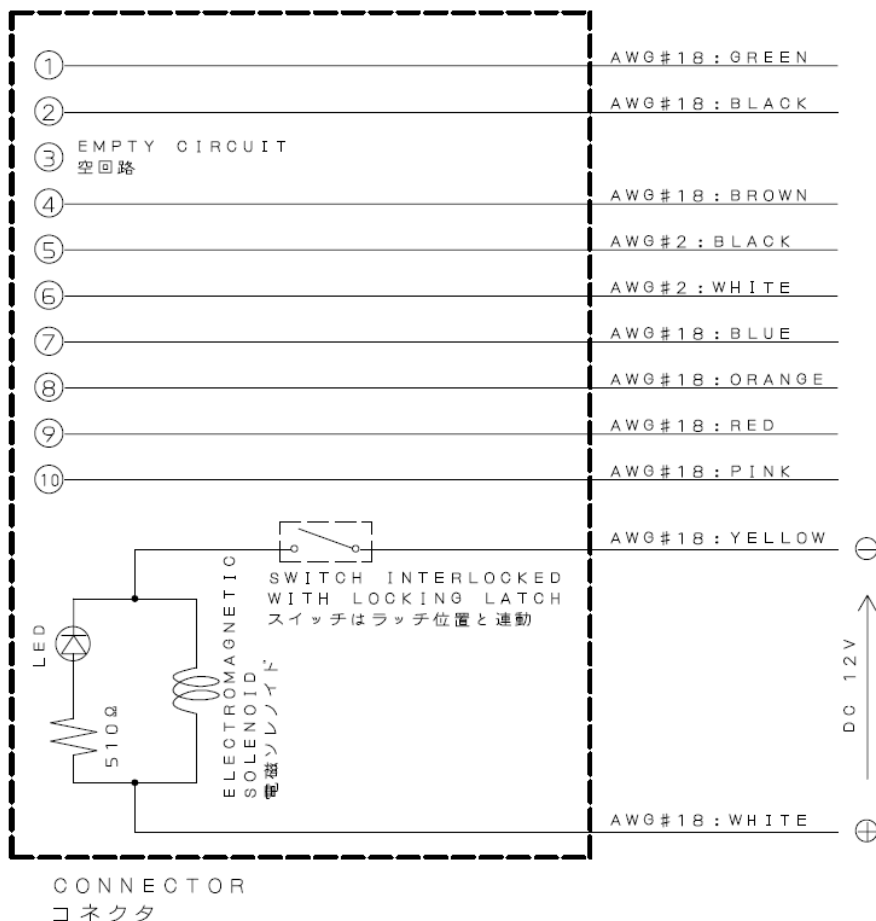 ① AWG#18:GREEN
② AWG#18:BLACK
③ EMPTY CIRCUIT
空回路
④ AWG#18:BROWN
⑤ AWG#2:BLACK
⑥ AWG#2:WHITE
⑦ AWG#18:BLUE
⑧ AWG#18:ORANGE
⑨ AWG#18:RED
⑩ AWG#18:PINK
AWG#18:YELLOW ⊖
SWITCH INTERLOCKED
WITH LOCKING LATCH
スイッチはラッチ位置と連動
LED
510Ω
ELECTROMAGNETIC
SOLENOID
電磁ソレノイド
DC 12V
AWG#18:WHITE ⊕
CONNECTOR
コネクタ